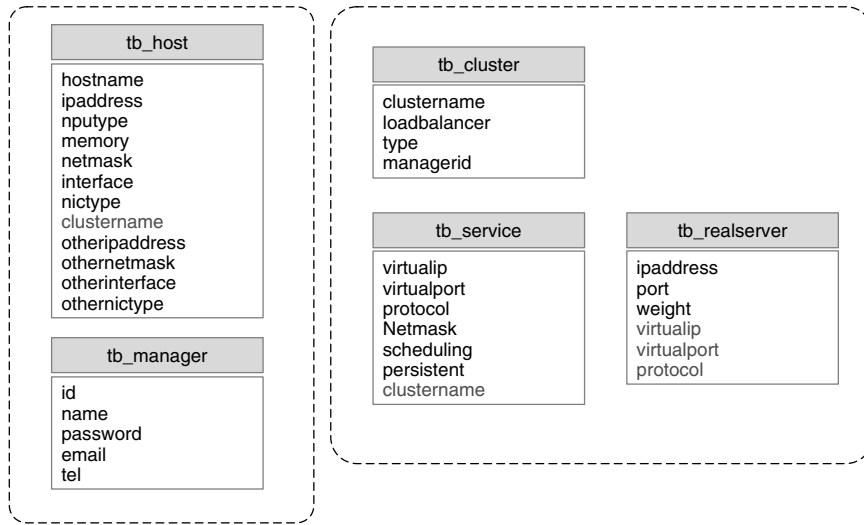 tb_host
hostname
ipaddress
nputype
memory
netmask
interface
nictype
clustername
otheripaddress
othernetmask
otherinterface
othernictype
tb_manager
id
name
password
email
tel
tb_cluster
clustername
loadbalancer
type
managerid
tb_service
virtualip
virtualport
protocol
Netmask
scheduling
persistent
clustername
tb_realserver
ipaddress
port
weight
virtualip
virtualport
protocol